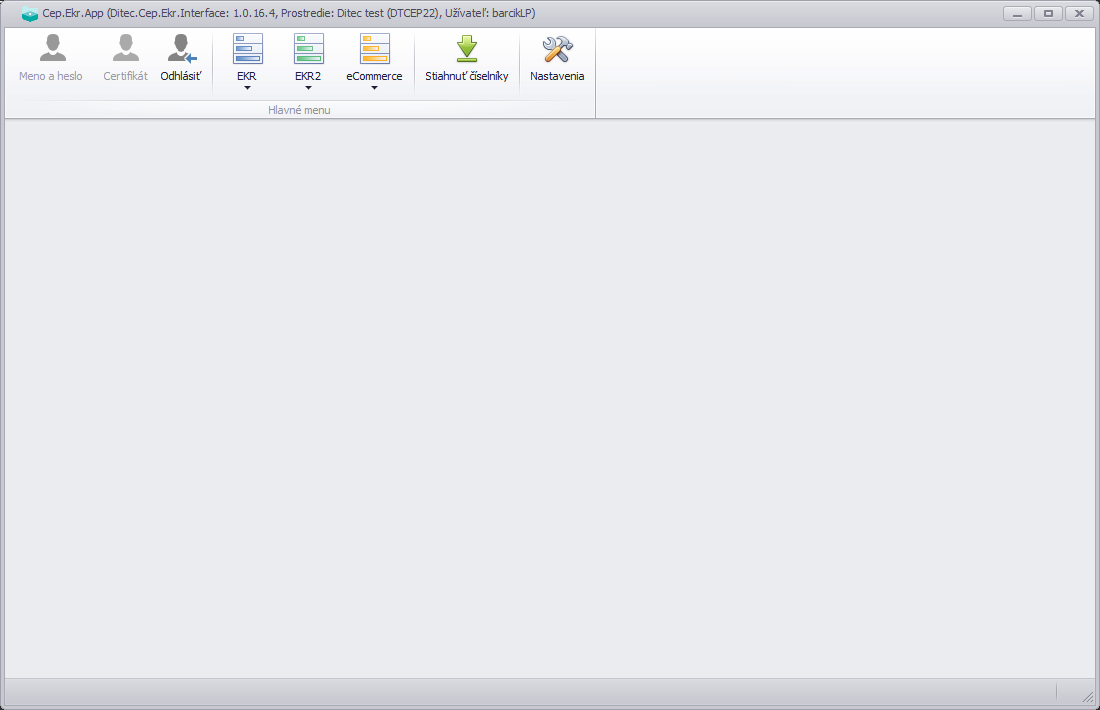 Cep.Ekr.App (Ditec.Cep.Ekr.Interface: 1.0.16.4, Prostredie: Ditec test (DTCEP22), Užívateľ: barcikLP)
Meno a heslo
Certifikát
Odhlásiť
EKR
EKR2
eCommerce
Stiahnuť číselníky
Nastavenia
Hlavné menu